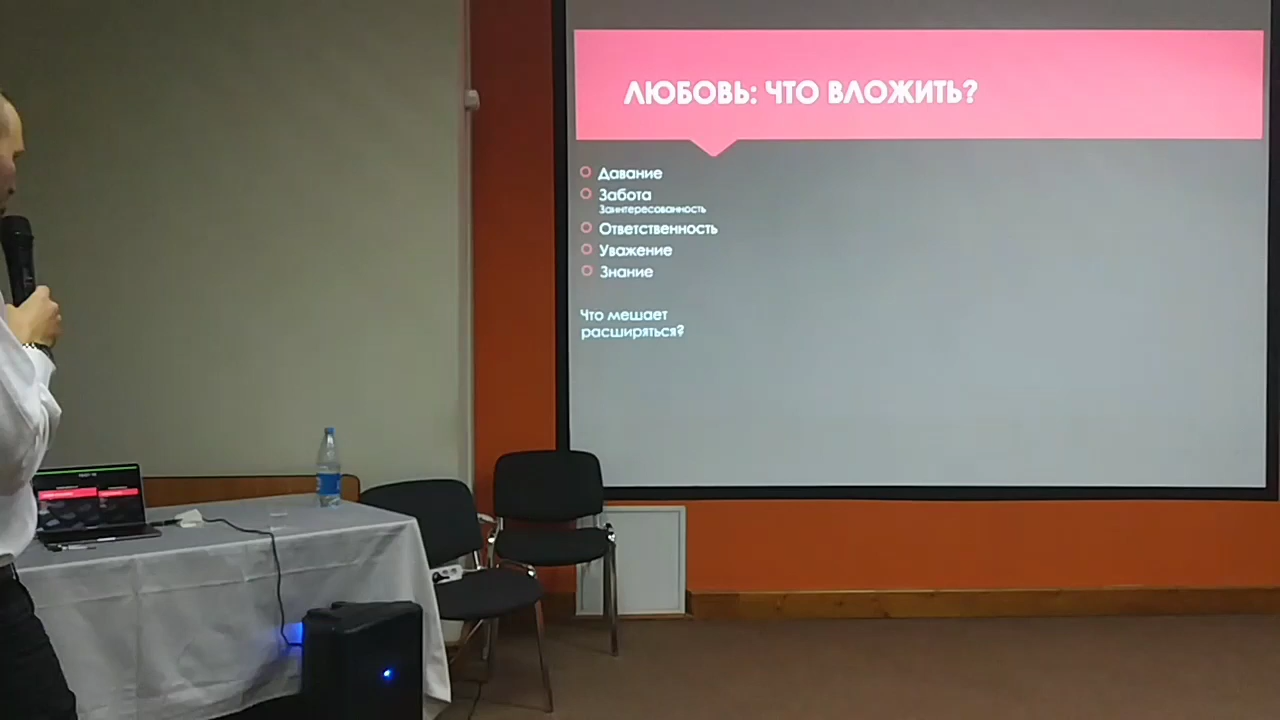 ЛЮБОВЬ: ЧТО ВЛОЖИТЬ?
Давание
Забота
Заинтересованность
Ответственность
Уважение
Знание
Что мешает
расширяться?